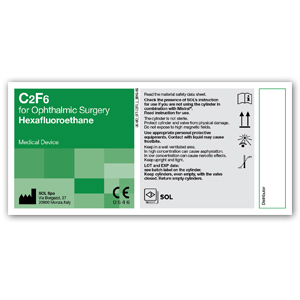 C2F6
for Ophthalmic Surgery
Hexafluoroethane
Medical Device
SOL Spa
Via Borgazzi, 27
20900 Monza, Italy
CE
0546
Read the material safety data sheet.
Check the presence of SOL's instruction
for use if you are not using the cylinder in
combination with Mistral®.
Read instruction for use.
The cylinder is not sterile.
Protect cylinder and valve from physical damage.
Do not expose to high magnetic fields.
Use appropriate personal protective
equipments. Contact with liquid may cause
frostbite.
Keep in a well ventilated area.
In high concentration can cause asphyxiation.
In low concentration can cause narcotic effects.
Keep upright and tight.
LOT and EXP date:
see batch label on the cylinder.
Keep cylinders, even empty, with the valve
closed. Return empty cylinders.
SOL
Distributor